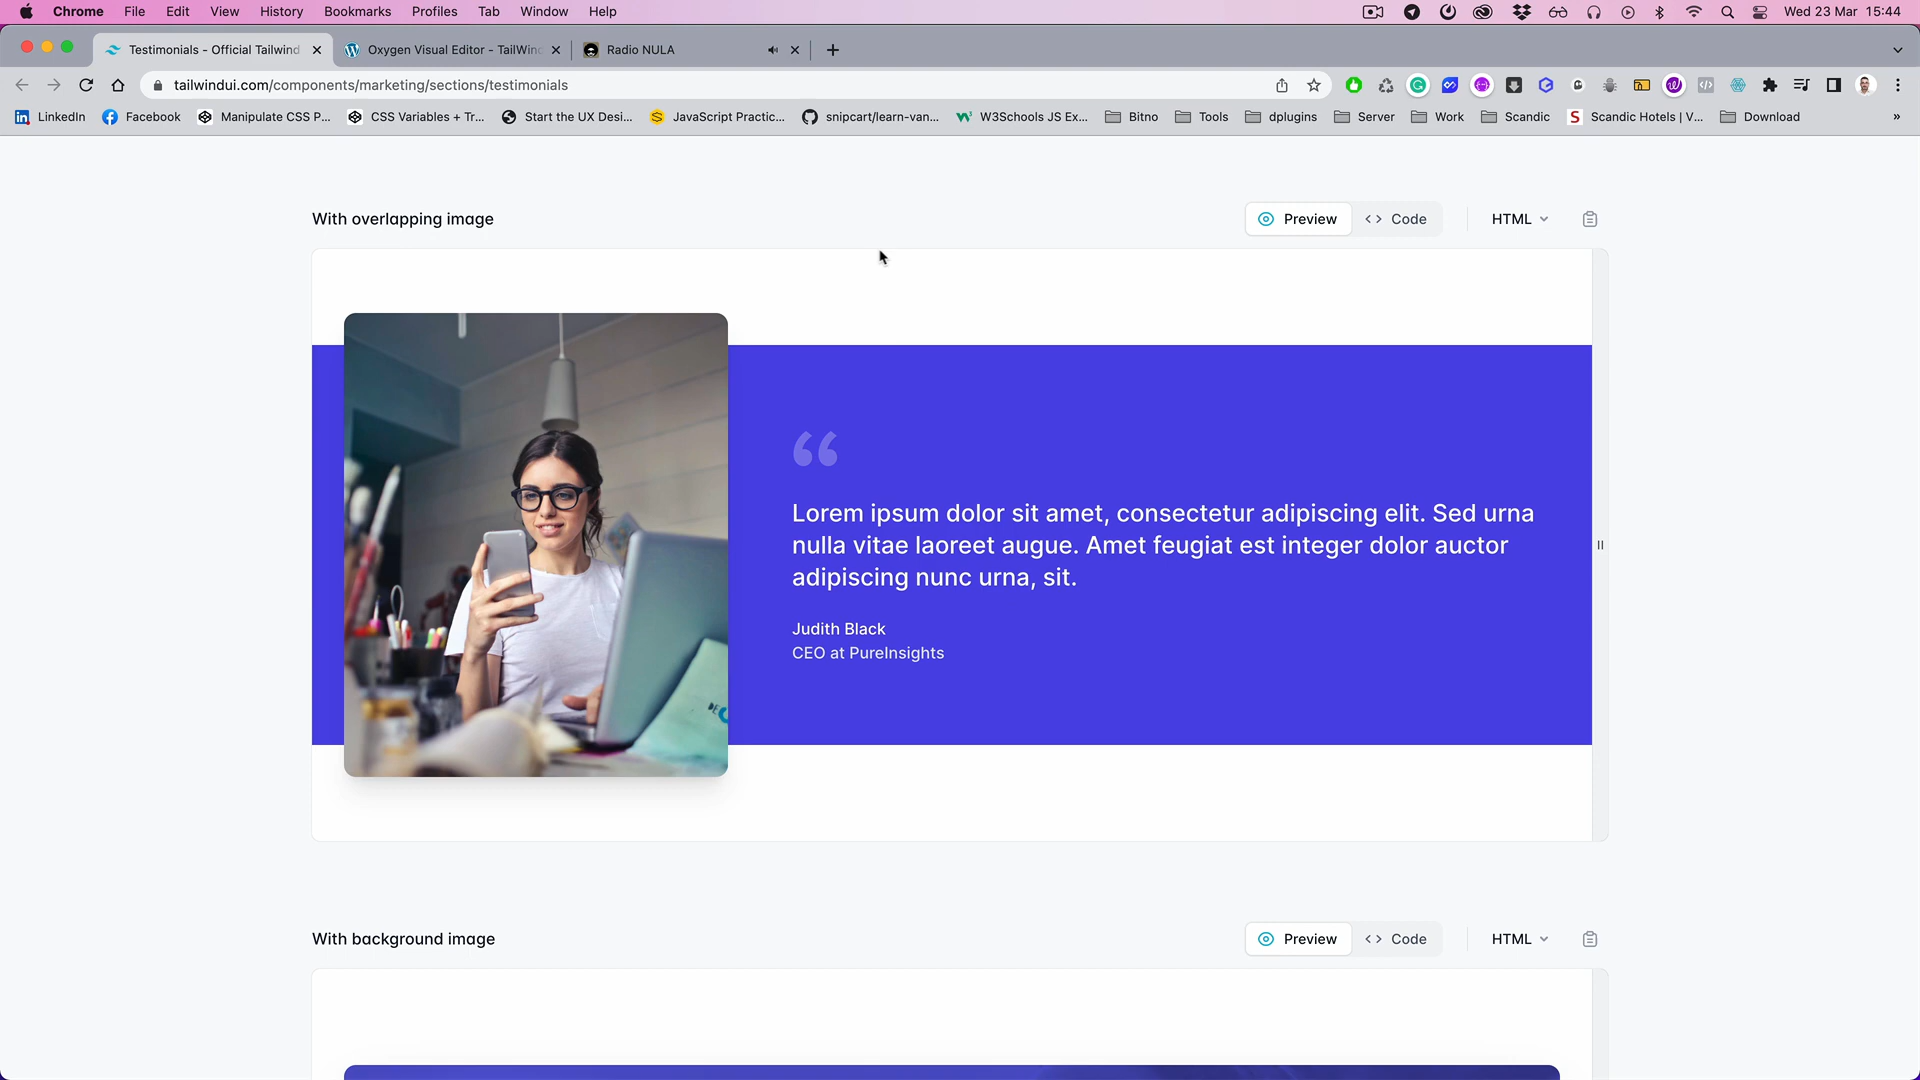 Chrome File Edit View History Bookmarks Profiles Tab Window Help Wed 23 Mar 15:44
Testimonials - Official Tailwind Oxygen Visual Editor - TailWind Radio NULA
tailwindui.com/components/marketing/sections/testimonials
LinkedIn Facebook Manipulate CSS P... CSS Variables + Tr... Start the UX Desi... JavaScript Practic... snipcart/learn-van... W3Schools JS Ex... Bitno Tools dplugins Server Work Scandic Scandic Hotels | V... Download »
With overlapping image Preview Code HTML
“
Lorem ipsum dolor sit amet, consectetur adipiscing elit. Sed urna
nulla vitae laoreet augue. Amet feugiat est integer dolor auctor
adipiscing nunc urna, sit.
Judith Black
CEO at PureInsights
With background image Preview Code HTML